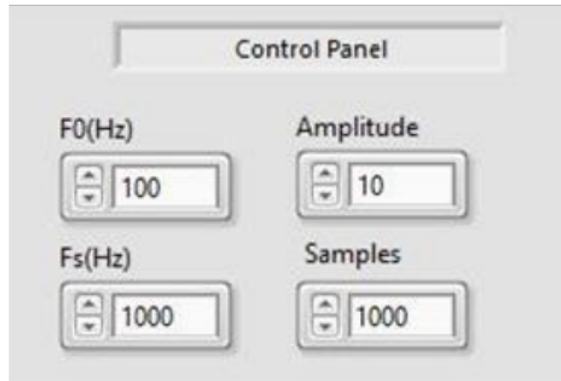 Control Panel
F0(Hz)
Amplitude
100
10
Fs(Hz)
Samples
1000
1000